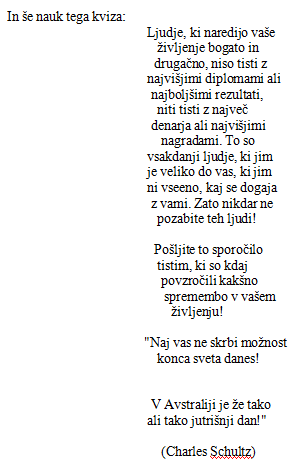 In še nauk tega kviza:
Ljudje, ki naredijo vaše
življenje bogato in
drugačno, niso tisti z
najvišjimi diplomami ali
najboljšimi rezultati,
niti tisti z največ
denarja ali najvišjimi
nagradami. To so
vsakdanji ljudje, ki jim
je veliko do vas, ki jim
ni vseeno, kaj se dogaja
z vami. Zato nikdar ne
pozabite teh ljudi!
Pošljite to sporočilo
tistim, ki so kdaj
povzročili kakšno
spremembo v vašem
življenju!
"Naj vas ne skrbi možnost
konca sveta danes!
V Avstraliji je že tako
ali tako jutrišnji dan!"
(Charles Schultz)